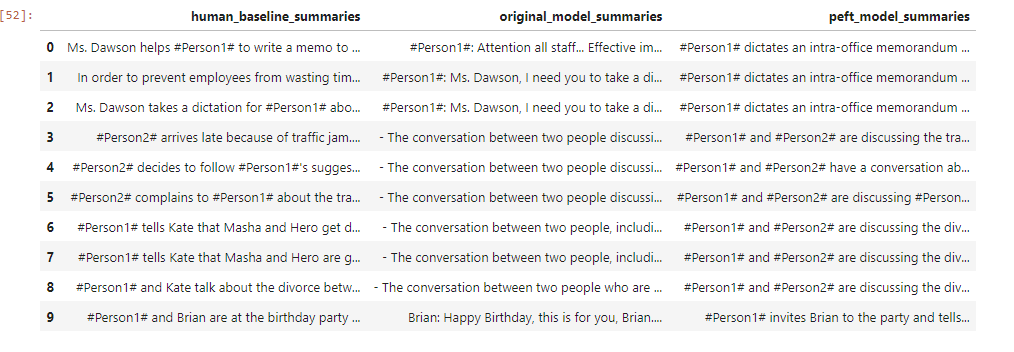 [52]:
human_baseline_summaries original_model_summaries peft_model_summaries
0 Ms. Dawson helps #Person1# to write a memo to ... #Person1#: Attention all staff... Effective im... #Person1# dictates an intra-office memorandum ...
1 In order to prevent employees from wasting tim... #Person1#: Ms. Dawson, I need you to take a di... #Person1# dictates an intra-office memorandum ...
2 Ms. Dawson takes a dictation for #Person1# abo... #Person1#: Ms. Dawson, I need you to take a di... #Person1# dictates an intra-office memorandum ...
3 #Person2# arrives late because of traffic jam.... - The conversation between two people discussi... #Person1# and #Person2# are discussing the tra...
4 #Person2# decides to follow #Person1#'s sugges... - The conversation between two people discussi... #Person1# and #Person2# have a conversation ab...
5 #Person2# complains to #Person1# about the tra... - The conversation between two people discussi... #Person1# and #Person2# are discussing #Person...
6 #Person1# tells Kate that Masha and Hero get d... - The conversation between two people, includi... #Person1# and #Person2# are discussing the div...
7 #Person1# tells Kate that Masha and Hero are g... - The conversation between two people, includi... #Person1# and #Person2# are discussing the div...
8 #Person1# and Kate talk about the divorce betw... - The conversation between two people who are ... #Person1# and #Person2# are discussing the div...
9 #Person1# and Brian are at the birthday party ... Brian: Happy Birthday, this is for you, Brian.... #Person1# invites Brian to the party and tells...